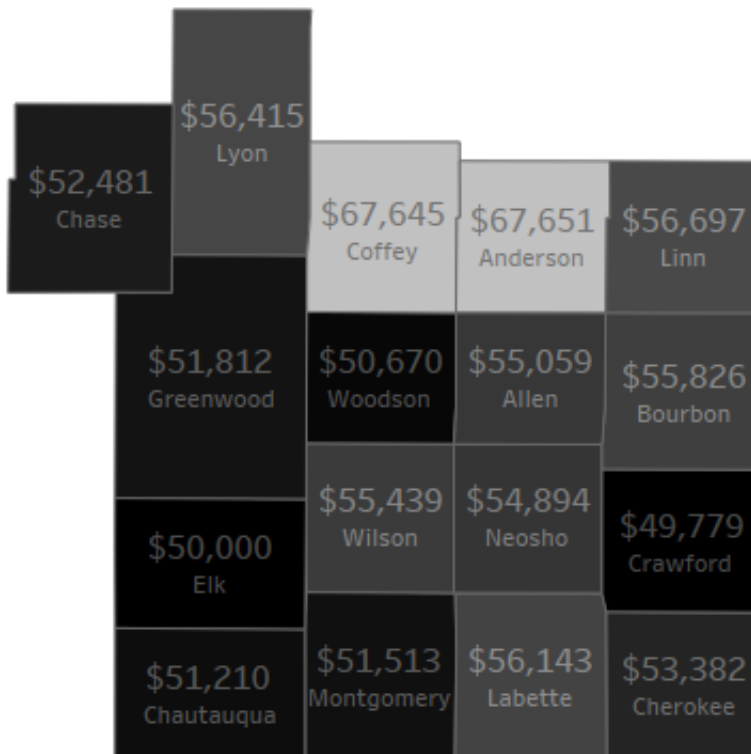 $56,415
Lyon
$52,481
Chase
$67,645
Coffey
$67,651
Anderson
$56,697
Linn
$51,812
Greenwood
$50,670
Woodson
$55,059
Allen
$55,826
Bourbon
$55,439
Wilson
$54,894
Neosho
$49,779
Crawford
$50,000
Elk
$51,210
Chautauqua
$51,513
Montgomery
$56,143
Labette
$53,382
Cherokee